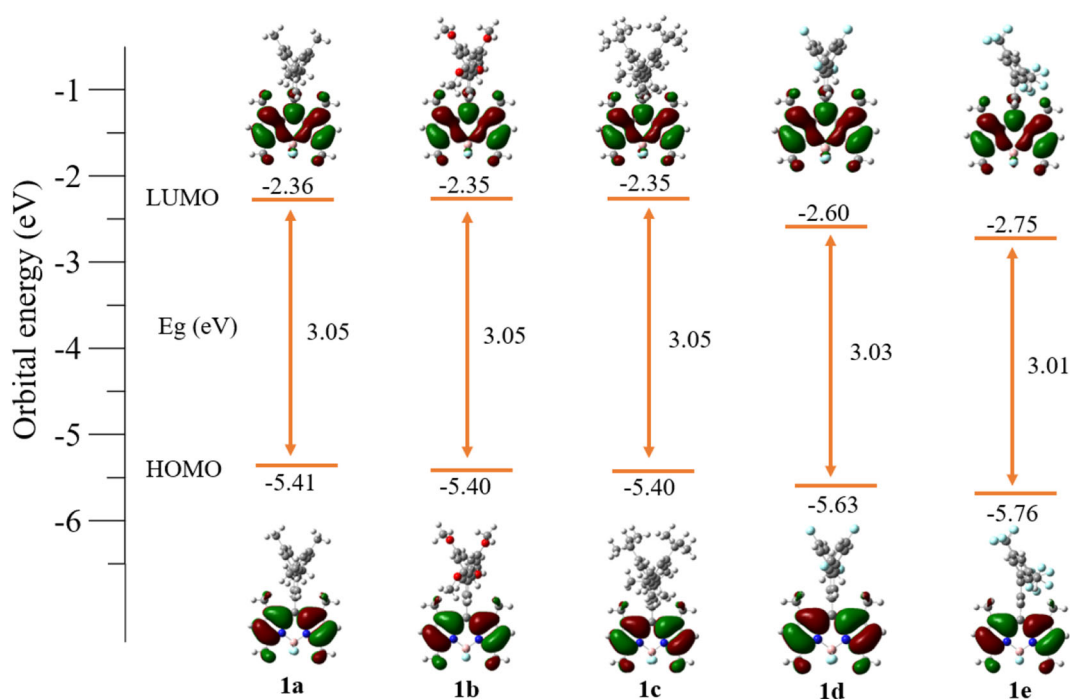 Orbital energy (eV)
-1
-2
-3
-4
-5
-6
LUMO
-2.36
-2.35
-2.35
-2.60
-2.75
Eg (eV)
3.05
3.05
3.05
3.03
3.01
HOMO
-5.41
-5.40
-5.40
-5.63
-5.76
1a
1b
1c
1d
1e